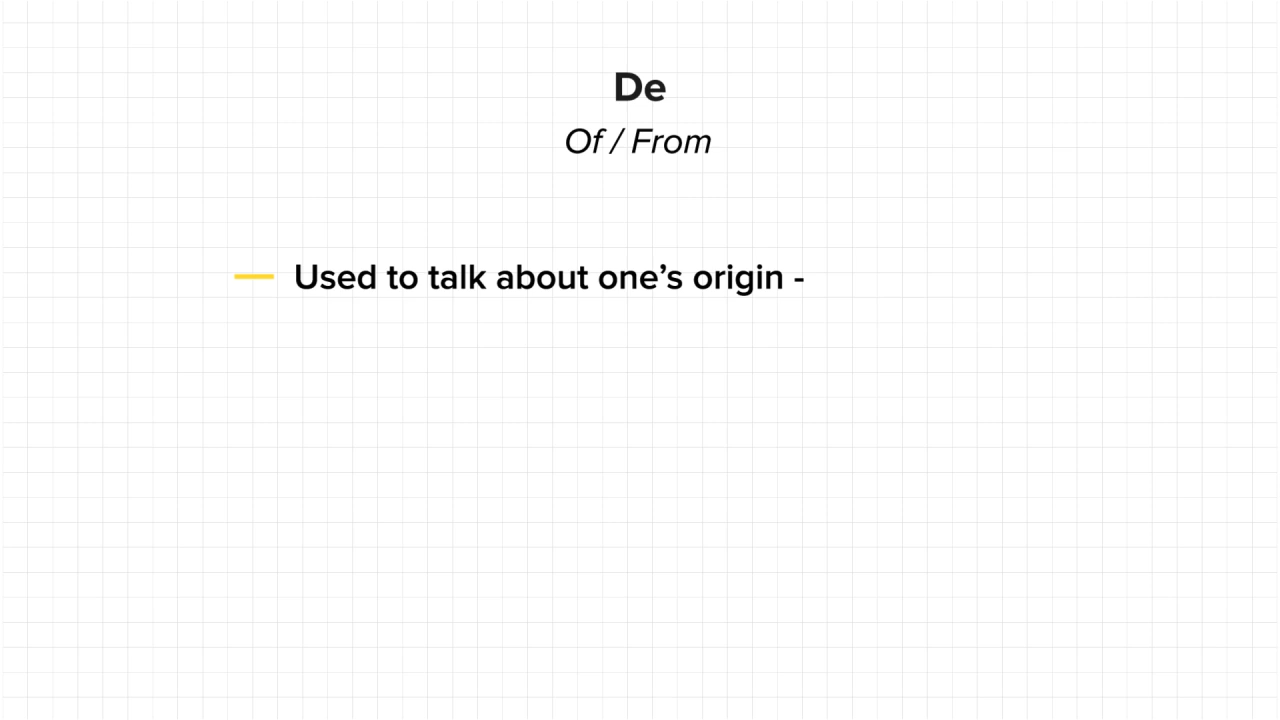 De
Of / From
Used to talk about one’s origin -